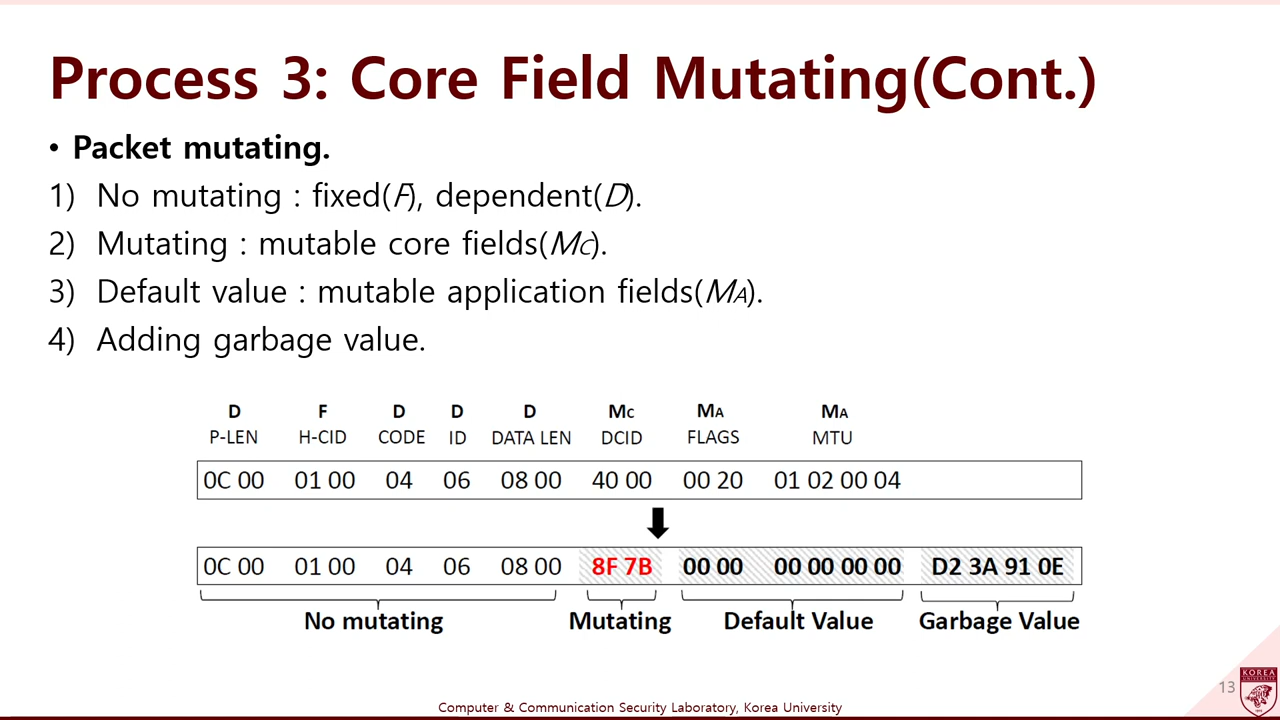 Process 3: Core Field Mutating(Cont.)
• Packet mutating.
1) No mutating : fixed(F), dependent(D).
2) Mutating : mutable core fields(MC).
3) Default value : mutable application fields(MA).
4) Adding garbage value.
D F D D D MC MA MA
P-LEN H-CID CODE ID DATA LEN DCID FLAGS MTU
0C 00 01 00 04 06 08 00 40 00 00 20 01 02 00 04
0C 00 01 00 04 06 08 00 8F 7B 00 00 00 00 00 00 D2 3A 91 0E
No mutating Mutating Default Value Garbage Value
13
KOREA
Computer & Communication Security Laboratory, Korea University